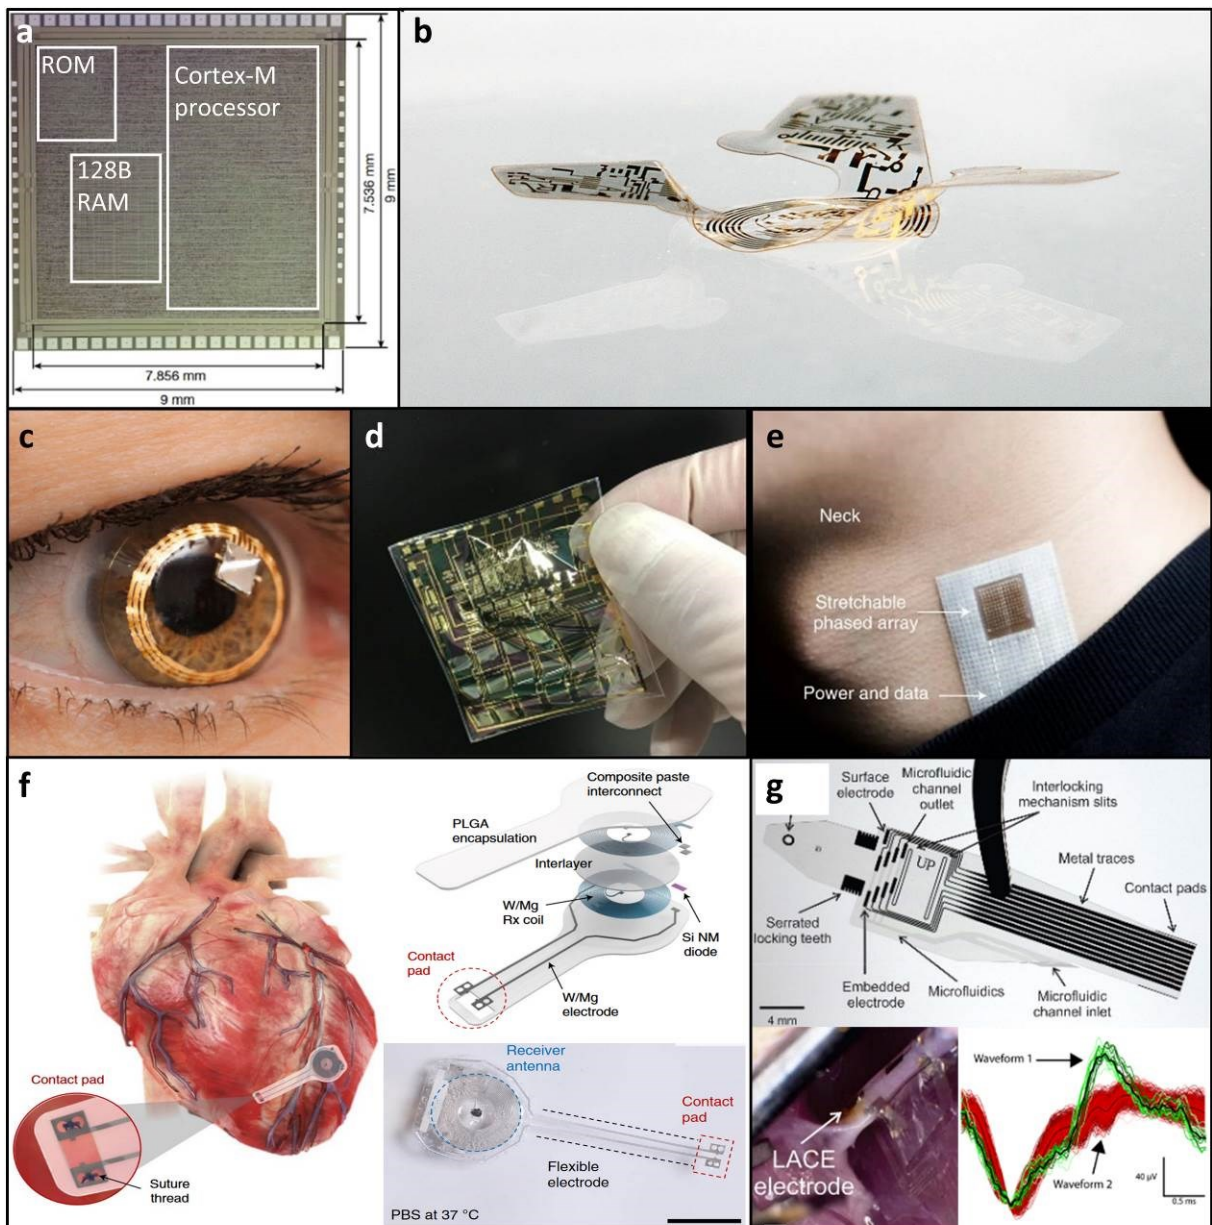 a
ROM
Cortex-M
processor
128B
RAM
7.536 mm
9 mm
7.856 mm
9 mm
b
c
d
e
Neck
Stretchable
phased array
Power and data
f
Composite paste
interconnect
PLGA
encapsulation
Interlayer
W/Mg
Rx coil
Si NM
diode
Contact
pad
W/Mg
electrode
Contact pad
Suture
thread
Receiver
antenna
Contact
pad
Flexible
electrode
PBS at 37 °C
g
Surface
electrode
Microfluidic
channel
outlet
Interlocking
mechanism slits
UP
Metal traces
Contact pads
Serrated
locking teeth
Embedded
electrode
Microfluidics
Microfluidic
channel inlet
4 mm
LACE
electrode
Waveform 1
Waveform 2
40 µV
0.5 ms